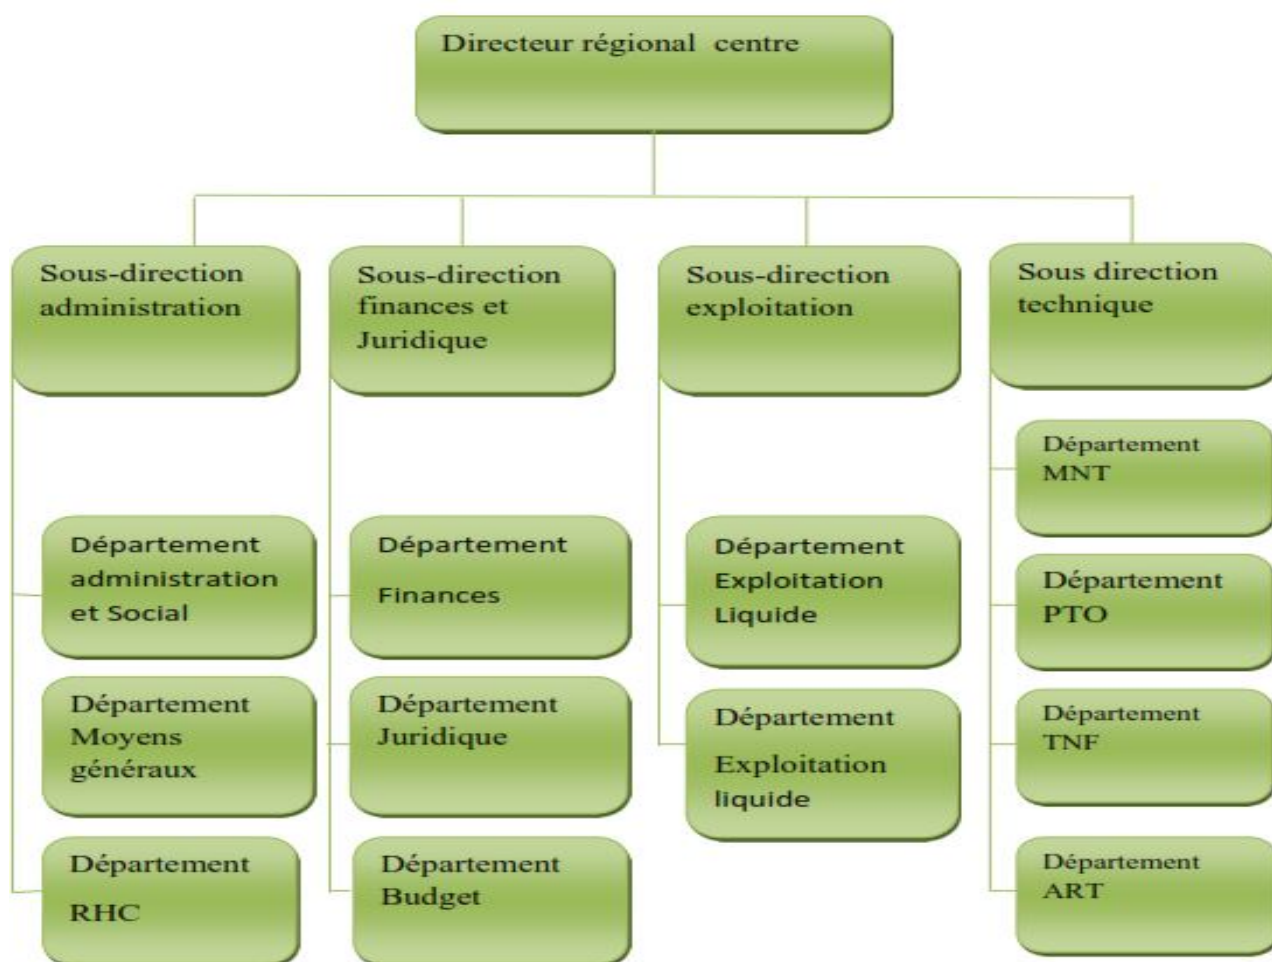 Directeur régional centre
Sous-direction
administration
Sous-direction
finances et
Juridique
Sous-direction
exploitation
Sous direction
technique
Département
administration
et Social
Département
Moyens
généraux
Département
RHC
Département
Finances
Département
Juridique
Département
Budget
Département
Exploitation
Liquide
Département
Exploitation
liquide
Département
MNT
Département
PTO
Département
TNF
Département
ART